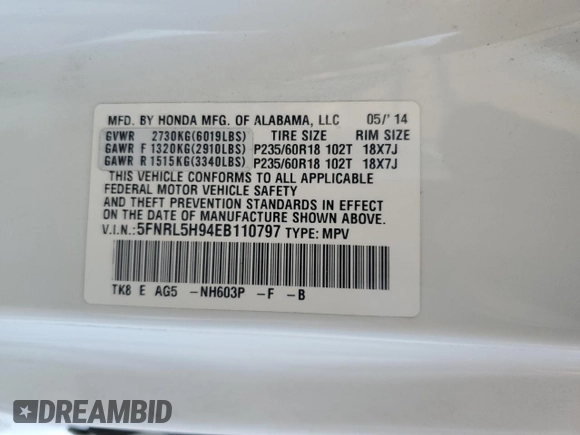 MFD. BY HONDA MFG. OF ALABAMA, LLC 05/'14
GVWR 2730KG(6019LBS) TIRE SIZE RIM SIZE
GAWR F 1320KG(2910LBS) P235/60R18 102T 18X7J
GAWR R 1515KG(3340LBS) P235/60R18 102T 18X7J
THIS VEHICLE CONFORMS TO ALL APPLICABLE
FEDERAL MOTOR VEHICLE SAFETY
AND THEFT PREVENTION STANDARDS IN EFFECT
ON THE DATE OF MANUFACTURE SHOWN ABOVE.
V.I.N.: 5FNRL5H94EB110797 TYPE: MPV
TK8 E AG5 -NH603P -F -B
DREAMBID